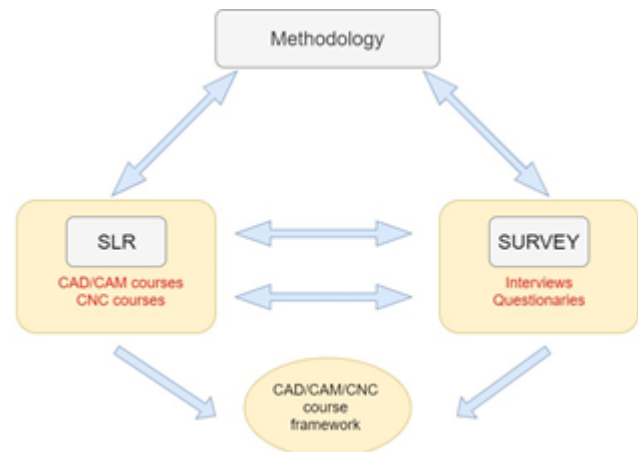 Methodology
SLR
CAD/CAM courses
CNC courses
SURVEY
Interviews
Questionaries
CAD/CAM/CNC
course
framework